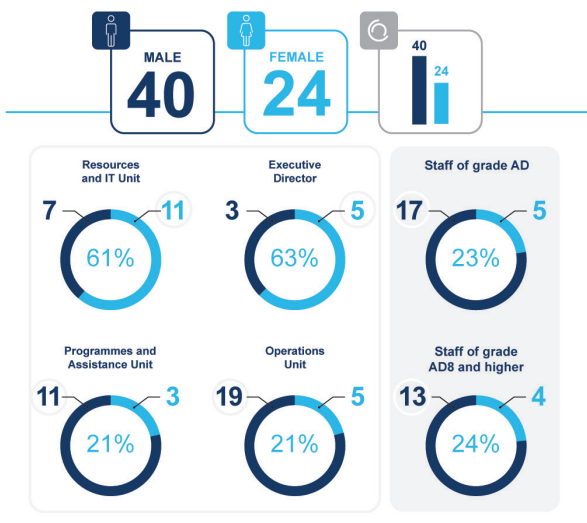 MALE
40
FEMALE
24
40
24
Resources
and IT Unit
7
11
61%
Executive
Director
3
5
63%
Staff of grade AD
17
5
23%
Programmes and
Assistance Unit
11
3
21%
Operations
Unit
19
5
21%
Staff of grade
AD8 and higher
13
4
24%